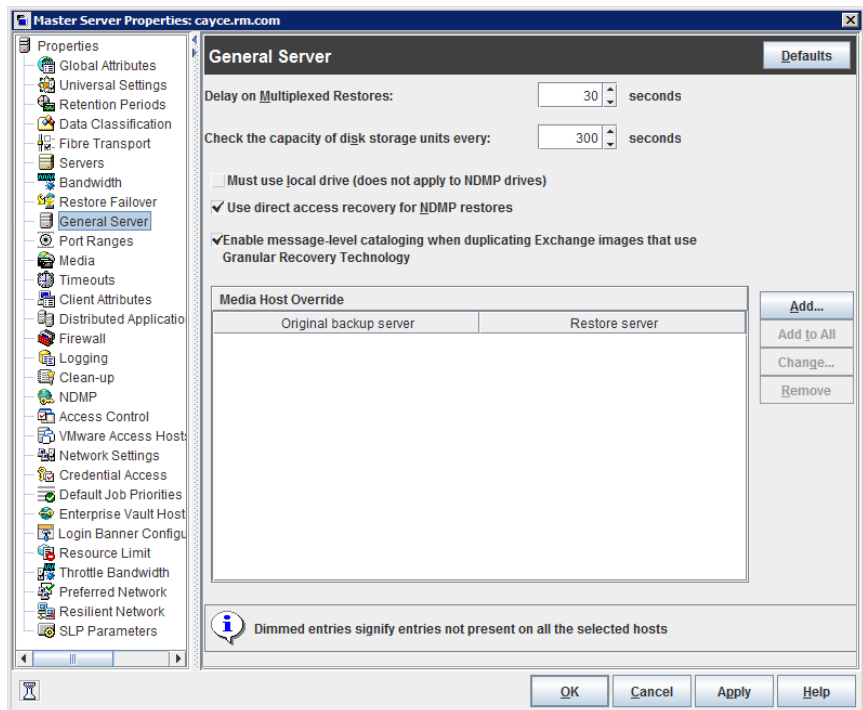 Master Server Properties: cayce.rm.com
Properties
Global Attributes
Universal Settings
Retention Periods
Data Classification
Fibre Transport
Servers
Bandwidth
Restore Failover
General Server
Port Ranges
Media
Timeouts
Client Attributes
Distributed Applicatio
Firewall
Logging
Clean-up
NDMP
Access Control
VMware Access Hosts
Network Settings
Credential Access
Default Job Priorities
Enterprise Vault Host
Login Banner Configu
Resource Limit
Throttle Bandwidth
Preferred Network
Resilient Network
SLP Parameters
General Server
Defaults
Delay on Multiplexed Restores: 30 seconds
Check the capacity of disk storage units every: 300 seconds
Must use local drive (does not apply to NDMP drives)
Use direct access recovery for NDMP restores
Enable message-level cataloging when duplicating Exchange images that use
Granular Recovery Technology
Media Host Override
Original backup server Restore server
Add...
Add to All
Change...
Remove
Dimmed entries signify entries not present on all the selected hosts
OK Cancel Apply Help